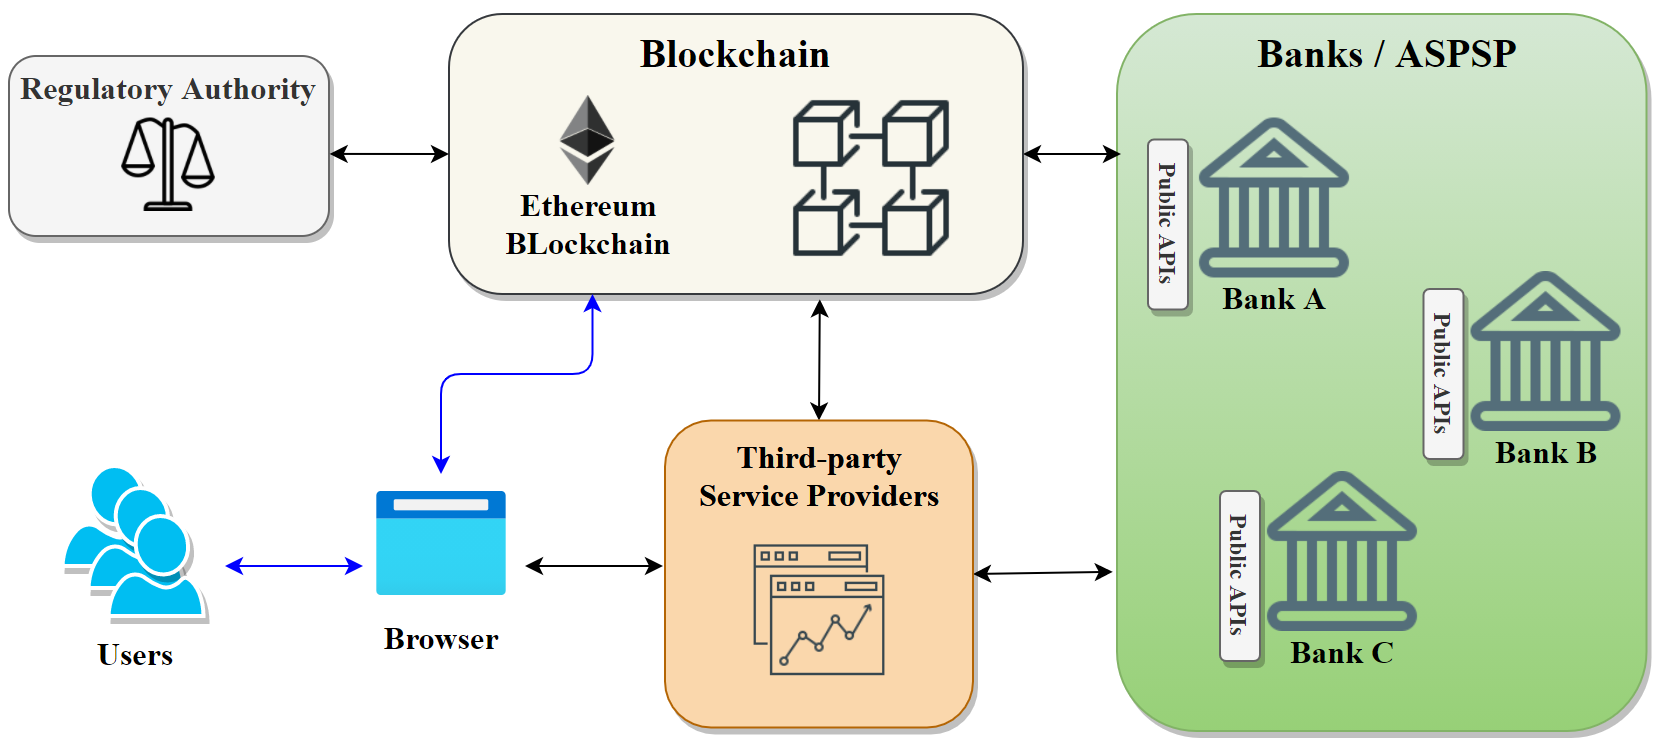 Regulatory Authority
Blockchain
Ethereum
BLockchain
Banks / ASPSP
Public APIs
Bank A
Public APIs
Bank B
Public APIs
Bank C
Third-party
Service Providers
Browser
Users